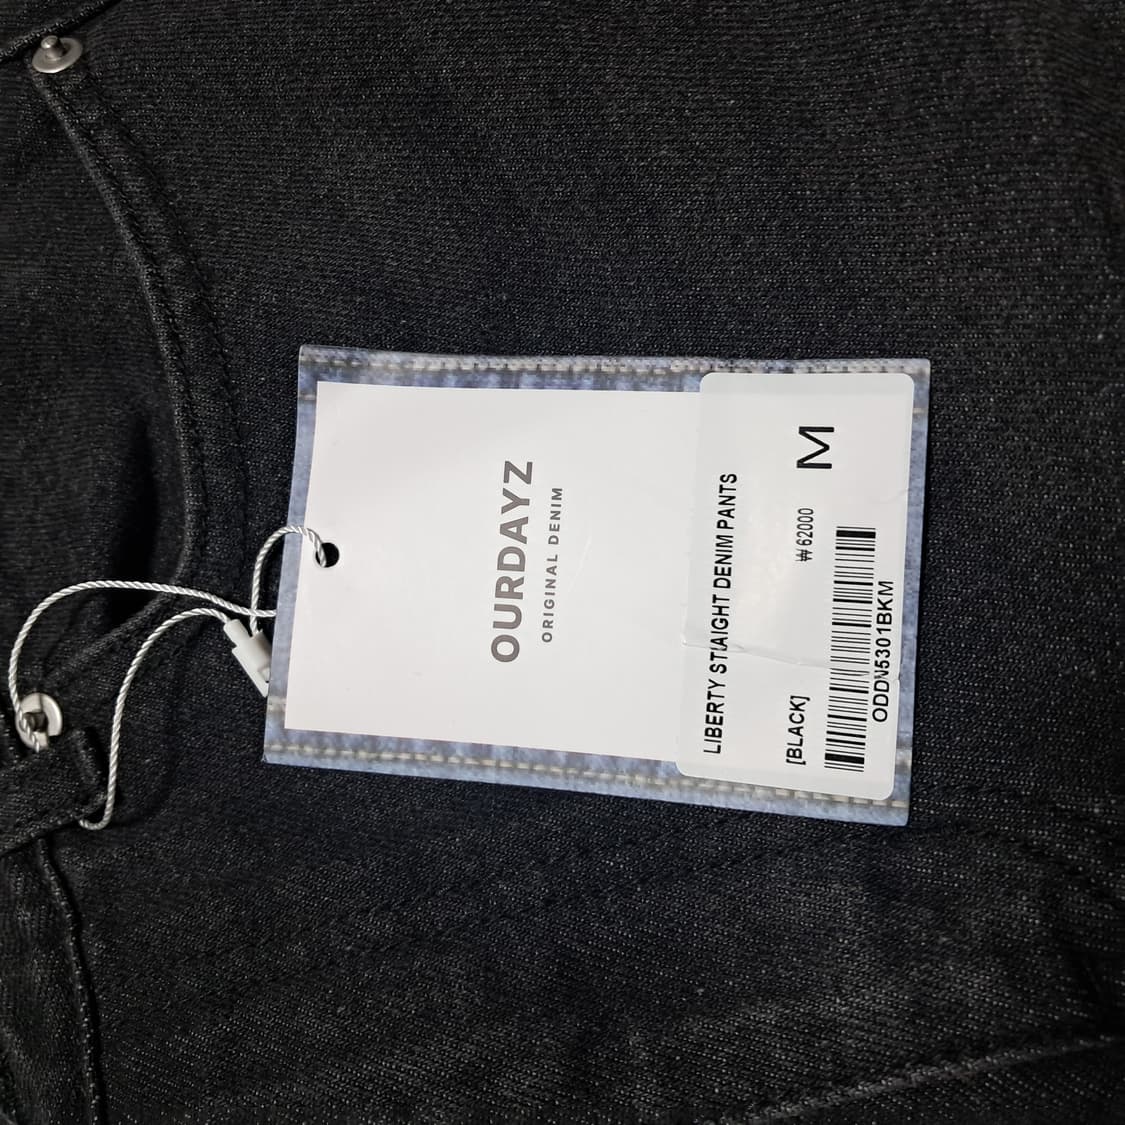 OURDAYZ
ORIGINAL DENIM
LIBERTY STAIGHT DENIM PANTS
[BLACK]
₩ 62000
M
ODDN5301BKM